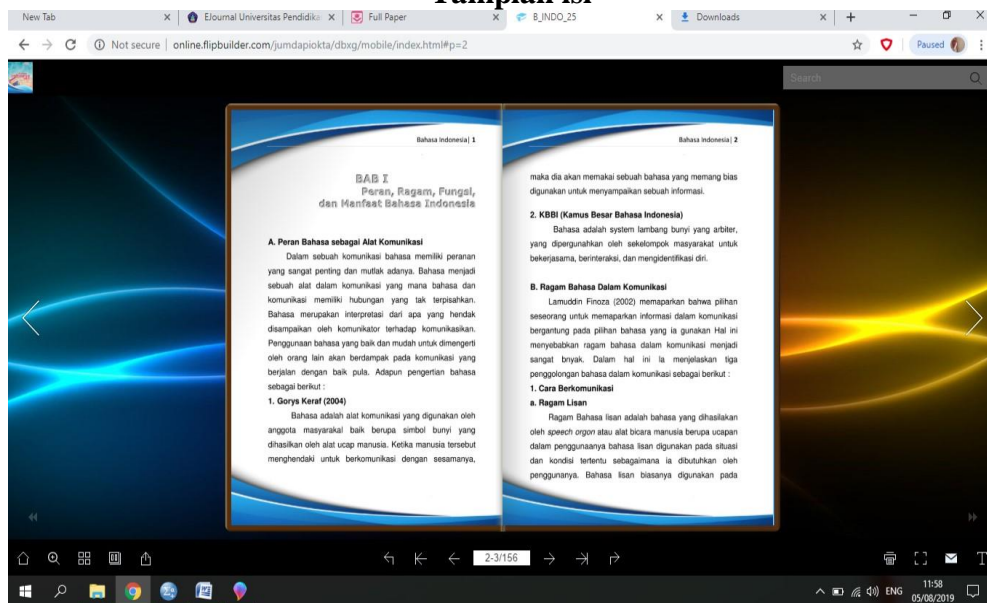 Tampilan isi
New Tab
EJournal Universitas Pendidika
Full Paper
B_INDO_25
Downloads
Not secure | online.flipbuilder.com/jumdapiokta/dbxg/mobile/index.html#p=2
Paused
Search
Bahasa Indonesia| 1
BAB I
Peran, Ragam, Fungsi,
dan Manfaat Bahasa Indonesia
A. Peran Bahasa sebagai Alat Komunikasi
Dalam sebuah komunikasi bahasa memiliki peranan
yang sangat penting dan mutlak adanya. Bahasa menjadi
sebuah alat dalam komunikasi yang mana bahasa dan
komunikasi memiliki hubungan yang tak terpisahkan.
Bahasa merupakan interpretasi dari apa yang hendak
disampaikan oleh komunikator terhadap komunikasikan.
Penggunaan bahasa yang baik dan mudah untuk dimengerti
oleh orang lain akan berdampak pada komunikasi yang
berjalan dengan baik pula. Adapun pengertian bahasa
sebagai berikut :
1. Gorys Keraf (2004)
Bahasa adalah alat komunikasi yang digunakan oleh
anggota masyarakal baik berupa simbol bunyi yang
dihasilkan oleh alat ucap manusia. Ketika manusia tersebut
menghendaki untuk berkomunikasi dengan sesamanya,
Bahasa Indonesia| 2
maka dia akan memakai sebuah bahasa yang memang bias
digunakan untuk menyampaikan sebuah informasi.
2. KBBI (Kamus Besar Bahasa Indonesia)
Bahasa adalah system lambang bunyi yang arbiter,
yang dipergunahkan oleh sekelompok masyarakat untuk
bekerjasama, berinteraksi, dan mengidentifikasi diri.
B. Ragam Bahasa Dalam Komunikasi
Lamuddin Finoza (2002) memaparkan bahwa pilihan
seseorang untuk memaparkan informasi dalam komunikasi
bergantung pada pilihan bahasa yang ia gunakan Hal ini
menyebabkan ragam bahasa dalam komunikasi menjadi
sangat bnyak. Dalam hal ini Ia menjelaskan tiga
penggolongan bahasa dalam komunikasi sebagai berikut :
1. Cara Berkomunikasi
a. Ragam Lisan
Ragam Bahasa lisan adalah bahasa yang dihasilakan
oleh speech orgon atau alat bicara manusia berupa ucapan
dalam penggunaanya bahasa lisan digunakan pada situasi
dan kondisi tertentu sebagaimana ia dibutuhkan oleh
penggunanya. Bahasa lisan biasanya digunakan pada
2-3/156
ENG
11:58
05/08/2019